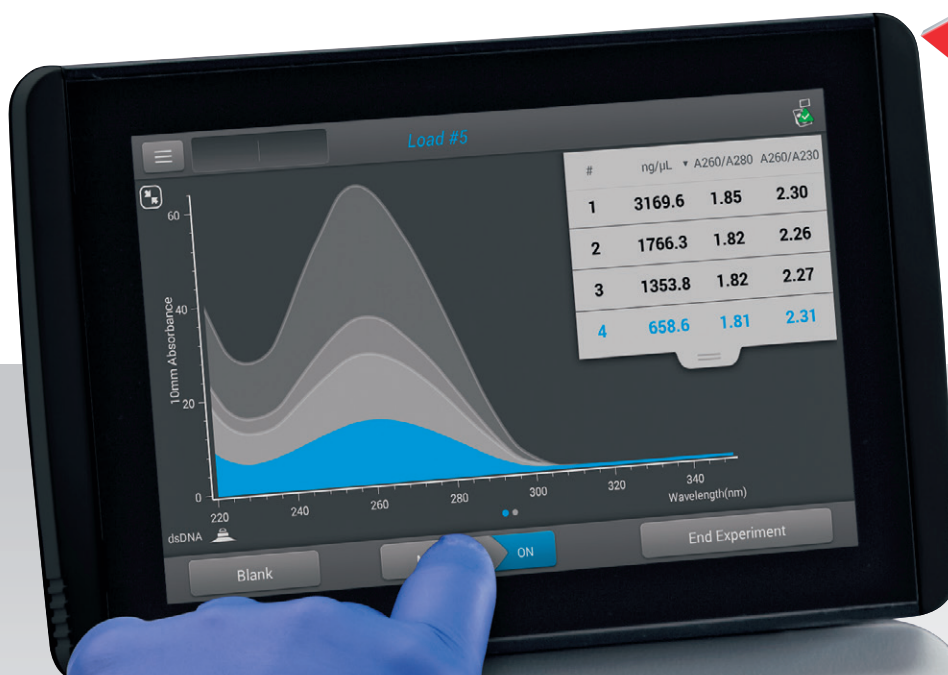 Load #5
# ng/µL ▾ A260/A280 A260/A230
1 3169.6 1.85 2.30
2 1766.3 1.82 2.26
3 1353.8 1.82 2.27
4 658.6 1.81 2.31
10mm Absorbance
60
40
20
0
220 240 260 280 300 320 340
Wavelength(nm)
dsDNA
Blank
ON
End Experiment